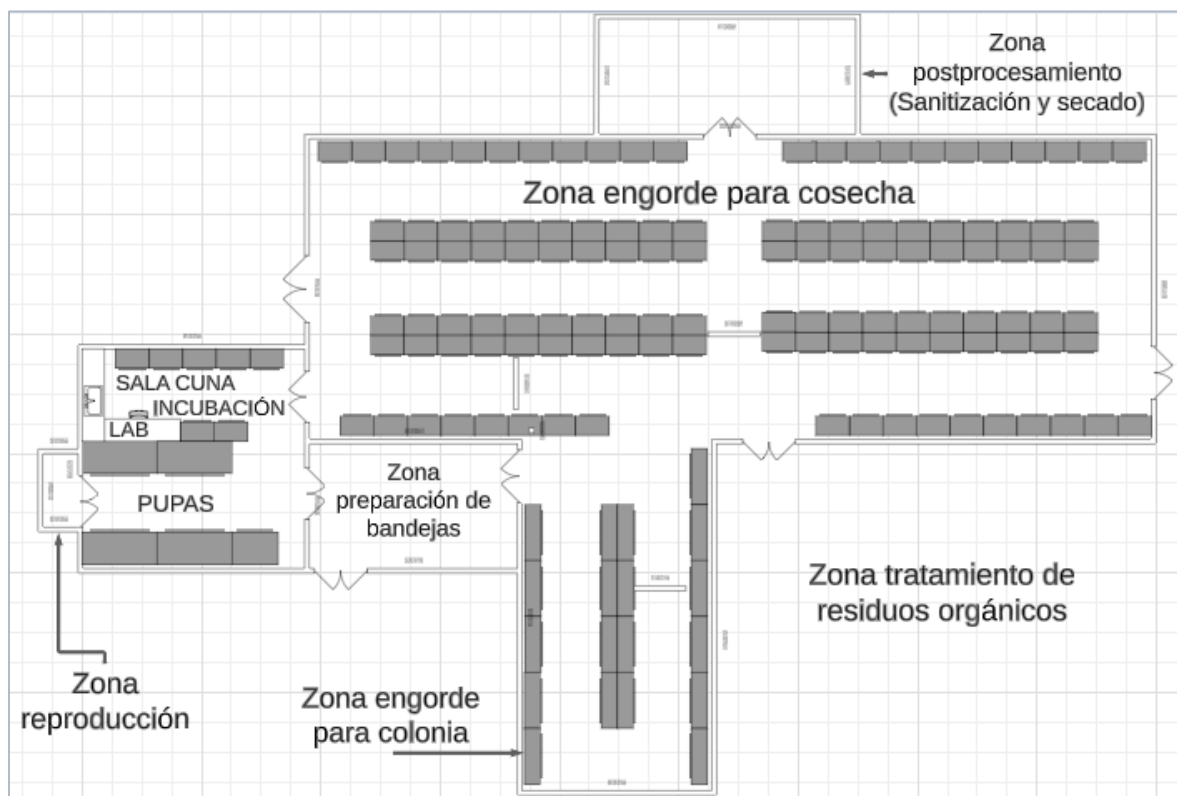 Zona
postprocesamiento
(Sanitización y secado)
Zona engorde para cosecha
SALA CUNA
INCUBACIÓN
LAB
PUPAS
Zona
preparación de
bandejas
Zona tratamiento de
residuos orgánicos
Zona
reproducción
Zona engorde
para colonia